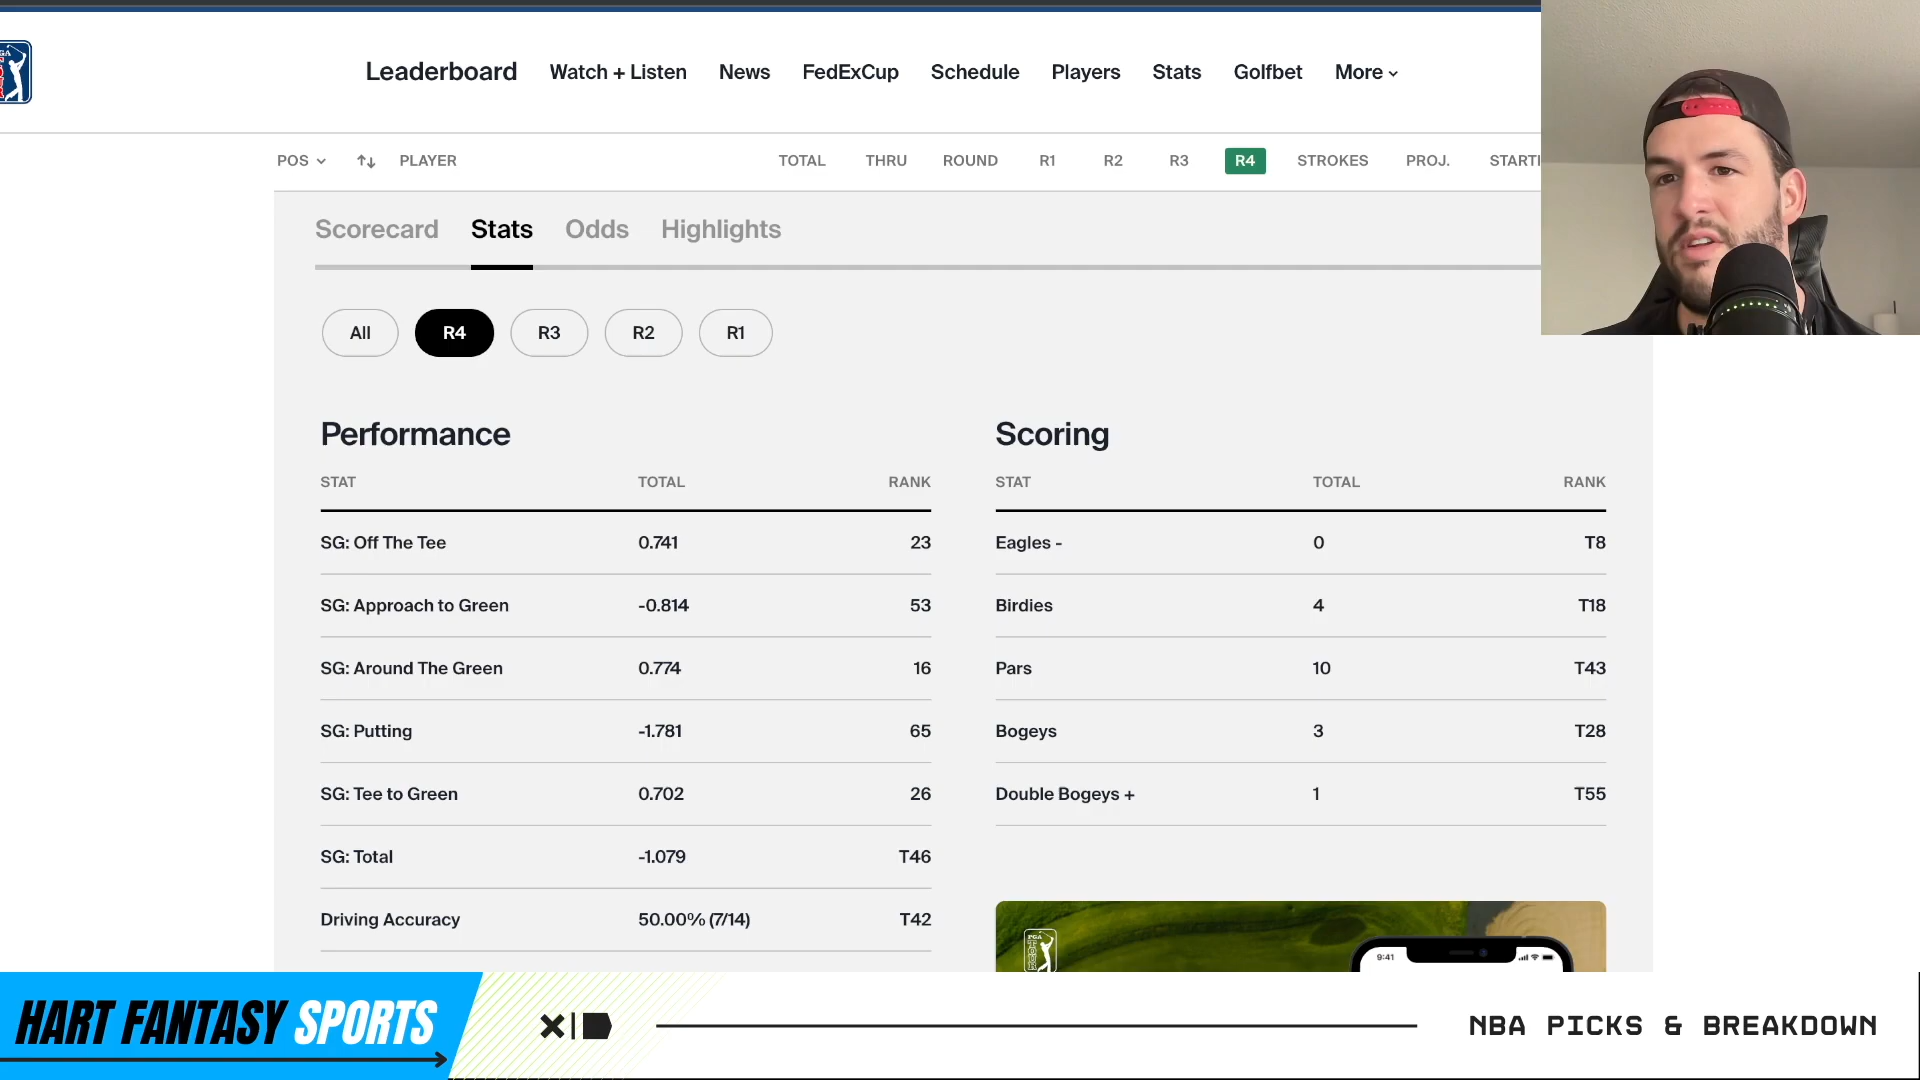 Leaderboard Watch + Listen News FedExCup Schedule Players Stats Golfbet More
POS PLAYER TOTAL THRU ROUND R1 R2 R3 R4 STROKES PROJ. STARTI
Scorecard Stats Odds Highlights
All R4 R3 R2 R1
Performance
STAT TOTAL RANK
SG: Off The Tee 0.741 23
SG: Approach to Green -0.814 53
SG: Around The Green 0.774 16
SG: Putting -1.781 65
SG: Tee to Green 0.702 26
SG: Total -1.079 T46
Driving Accuracy 50.00% (7/14) T42
Scoring
STAT TOTAL RANK
Eagles - 0 T8
Birdies 4 T18
Pars 10 T43
Bogeys 3 T28
Double Bogeys + 1 T55
PGA
9:41
HART FANTASY SPORTS
NBA PICKS & BREAKDOWN